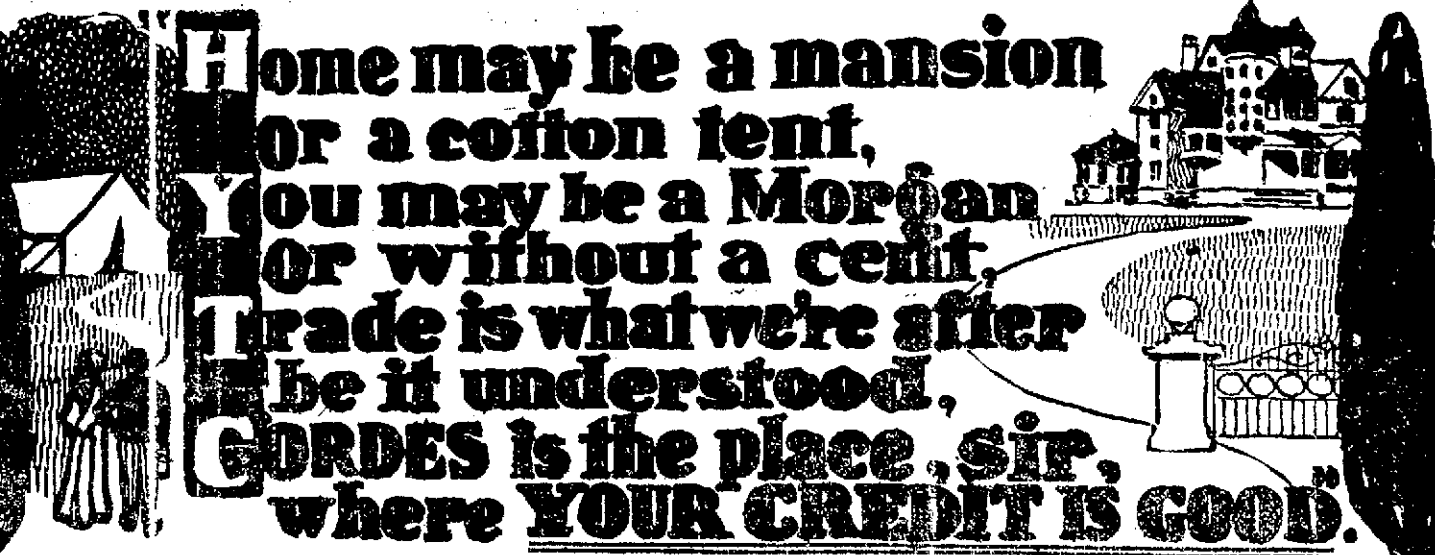 Home may be a mansion
or a cotton tent,
You may be a Morgan
or without a cent,
Trade is what we're after
be it understood,
GORDES is the place, sir,
where YOUR CREDIT IS GOOD".